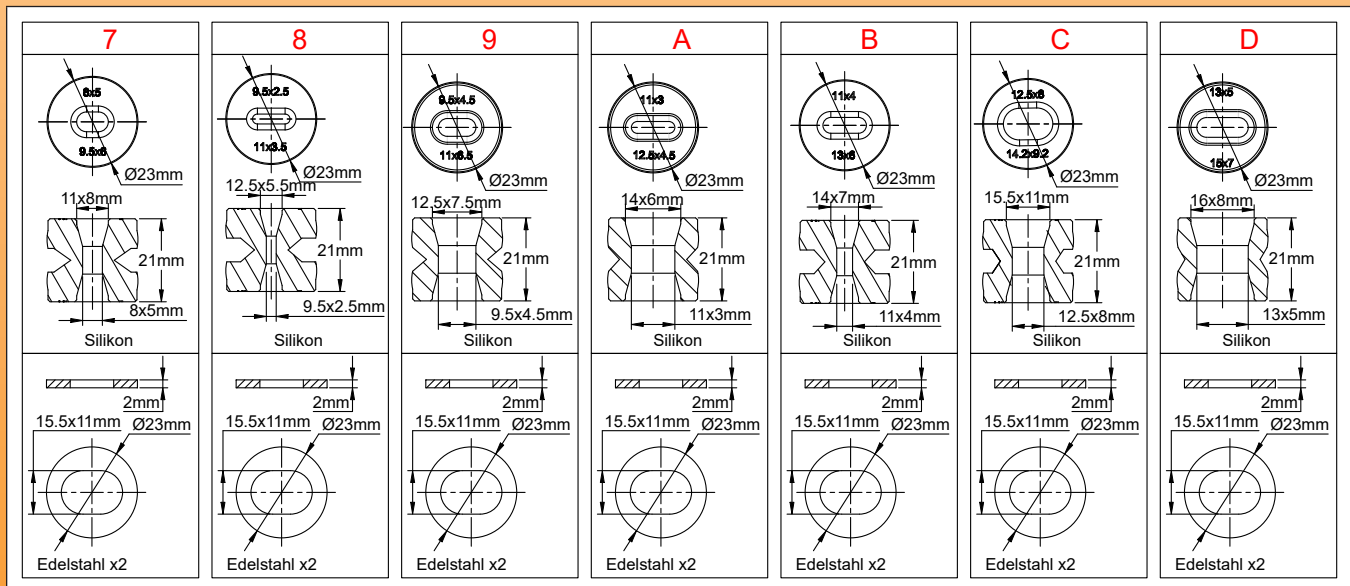 7
8x5
9.5x6
Ø23mm
11x8mm
21mm
8x5mm
Silikon
2mm
15.5x11mm
Ø23mm
Edelstahl x2
8
9.5x2.5
11x3.5
Ø23mm
12.5x5.5mm
21mm
9.5x2.5mm
Silikon
2mm
15.5x11mm
Ø23mm
Edelstahl x2
9
9.5x4.5
11x6.5
Ø23mm
12.5x7.5mm
21mm
9.5x4.5mm
Silikon
2mm
15.5x11mm
Ø23mm
Edelstahl x2
A
11x3
12.5x4.5
Ø23mm
14x6mm
21mm
11x3mm
Silikon
2mm
15.5x11mm
Ø23mm
Edelstahl x2
B
11x4
13x6
Ø23mm
14x7mm
21mm
11x4mm
Silikon
2mm
15.5x11mm
Ø23mm
Edelstahl x2
C
12.5x8
14.2x9.2
Ø23mm
15.5x11mm
21mm
12.5x8mm
Silikon
2mm
15.5x11mm
Ø23mm
Edelstahl x2
D
13x5
15x7
Ø23mm
16x8mm
21mm
13x5mm
Silikon
2mm
15.5x11mm
Ø23mm
Edelstahl x2